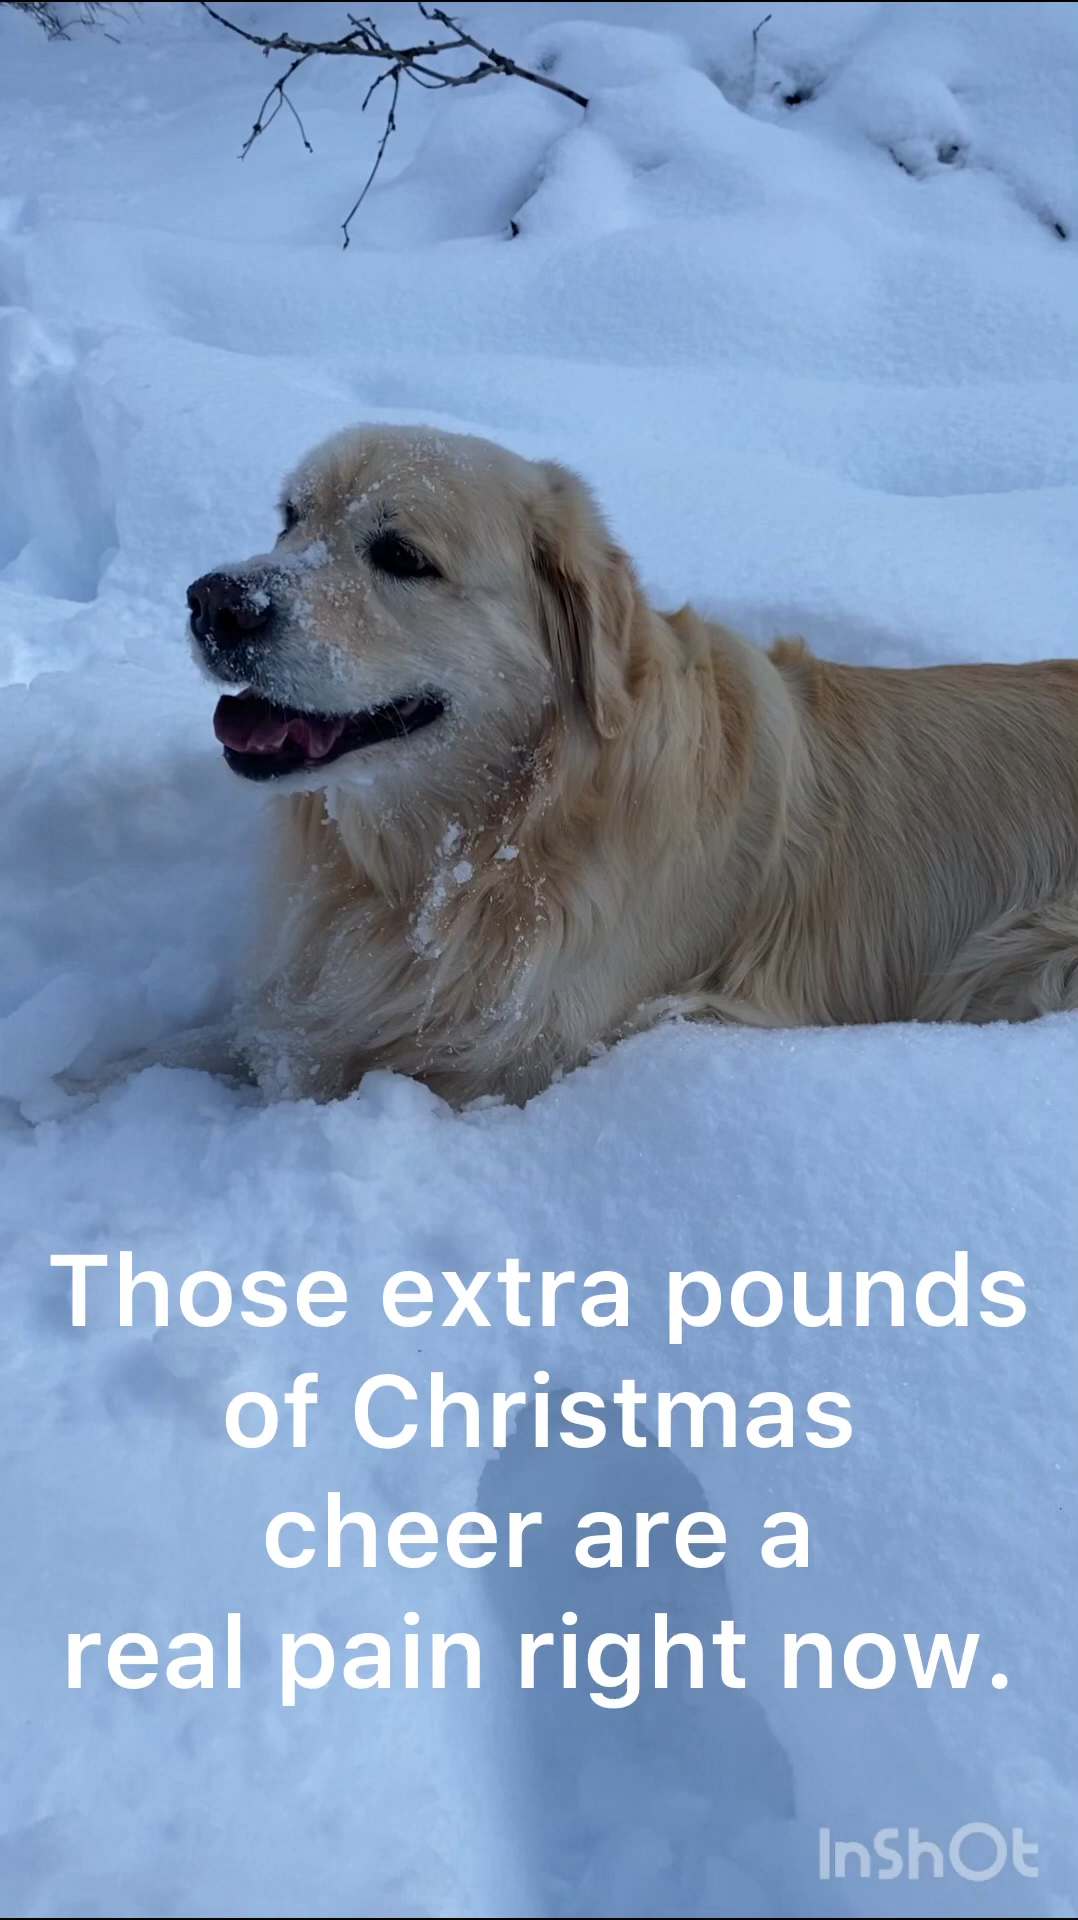 Those extra pounds
of Christmas
cheer are a
real pain right now.
InShOt